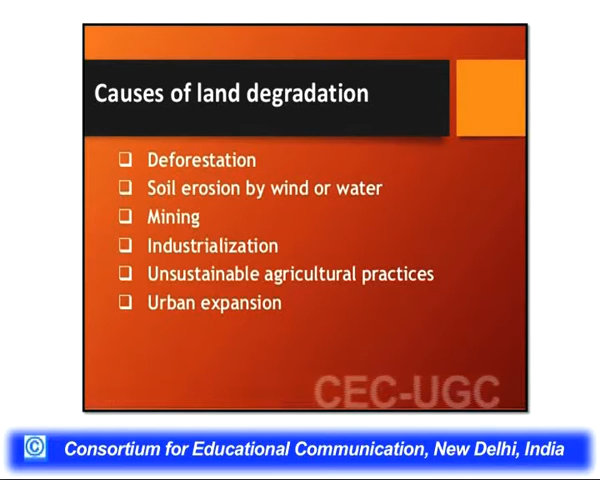 Causes of land degradation
Deforestation
Soil erosion by wind or water
Mining
Industrialization
Unsustainable agricultural practices
Urban expansion
CEC-UGC
© Consortium for Educational Communication, New Delhi, India